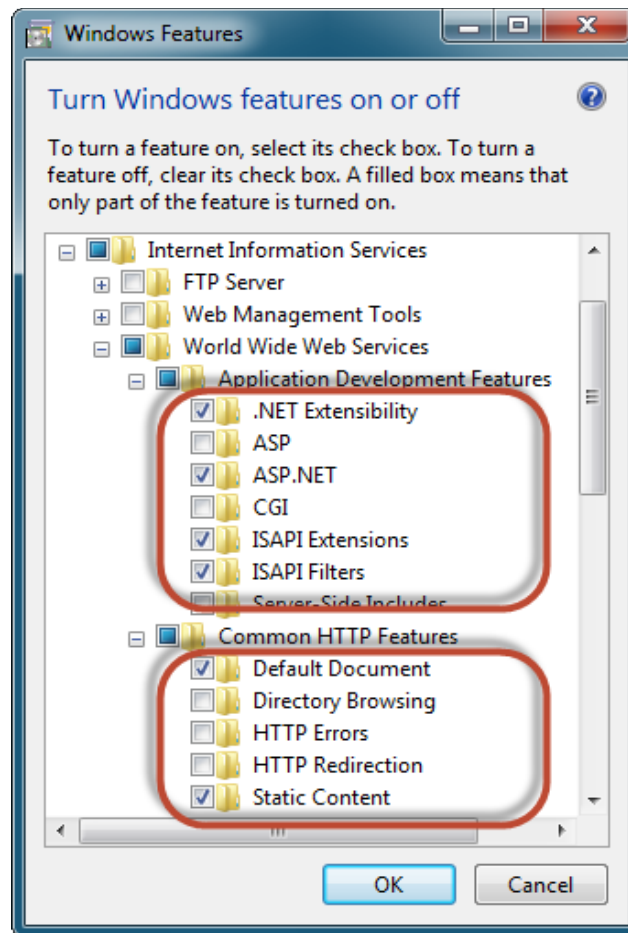 Windows Features
Turn Windows features on or off
To turn a feature on, select its check box. To turn a
feature off, clear its check box. A filled box means that
only part of the feature is turned on.
Internet Information Services
FTP Server
Web Management Tools
World Wide Web Services
Application Development Features
.NET Extensibility
ASP
ASP.NET
CGI
ISAPI Extensions
ISAPI Filters
Server-Side Includes
Common HTTP Features
Default Document
Directory Browsing
HTTP Errors
HTTP Redirection
Static Content
OK
Cancel